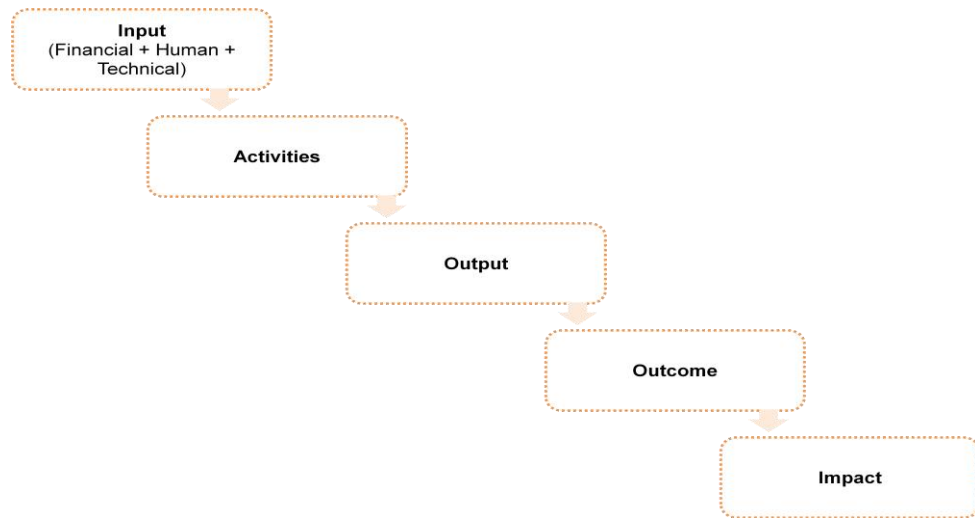 Input
(Financial + Human +
Technical)
Activities
Output
Outcome
Impact